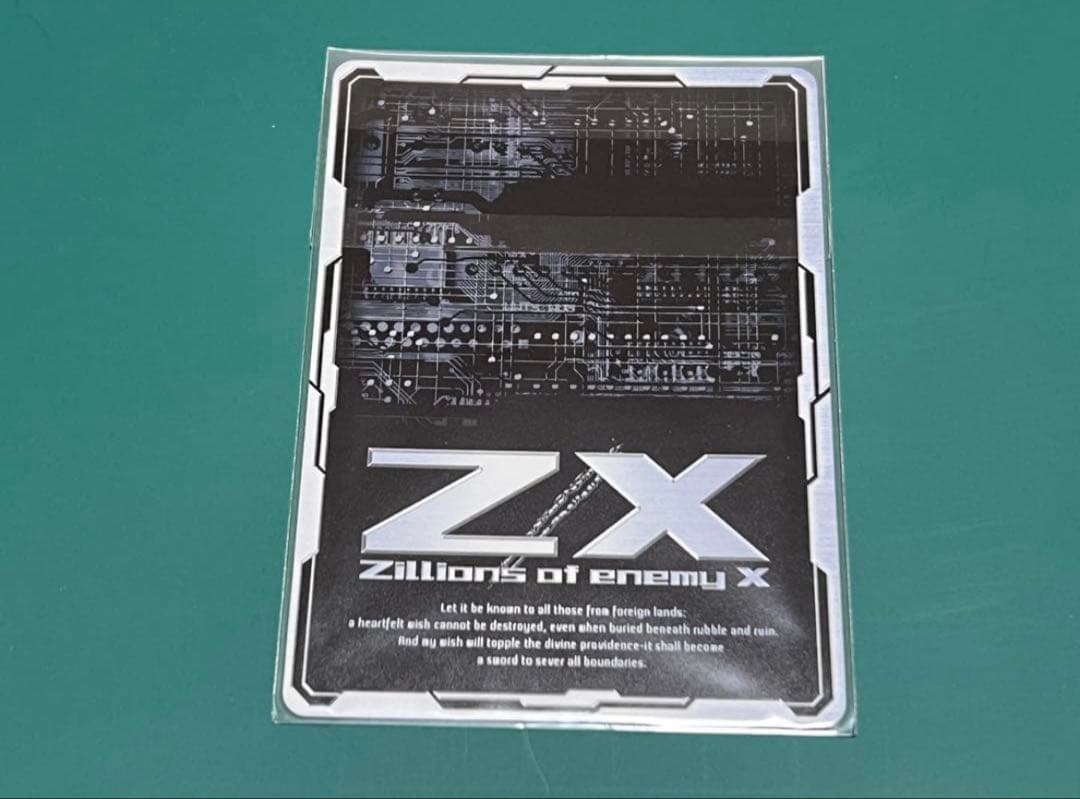 Z/X
Zillions of enemy X
Let it be known to all those from foreign lands:
a heartfelt wish cannot be destroyed, even when buried beneath rubble and ruin.
And my wish will topple the divine providence-it shall become
a sword to sever all boundaries.